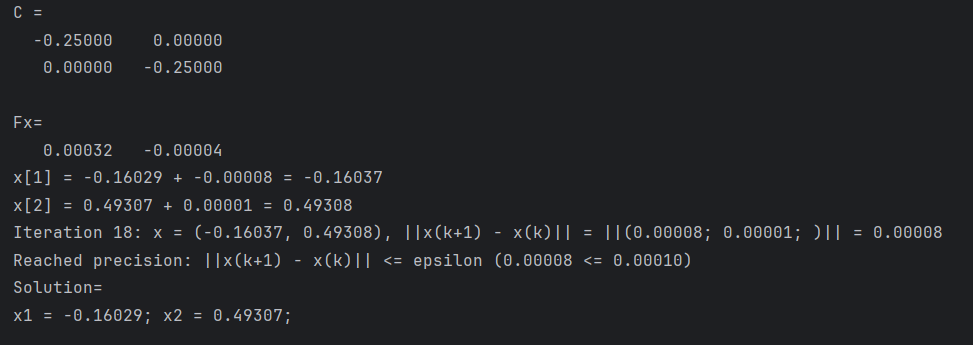 C =
-0.25000 0.00000
0.00000 -0.25000
Fx=
0.00032 -0.00004
x[1] = -0.16029 + -0.00008 = -0.16037
x[2] = 0.49307 + 0.00001 = 0.49308
Iteration 18: x = (-0.16037, 0.49308), ||x(k+1) - x(k)|| = ||(0.00008; 0.00001; )|| = 0.00008
Reached precision: ||x(k+1) - x(k)|| <= epsilon (0.00008 <= 0.00010)
Solution=
x1 = -0.16029; x2 = 0.49307;